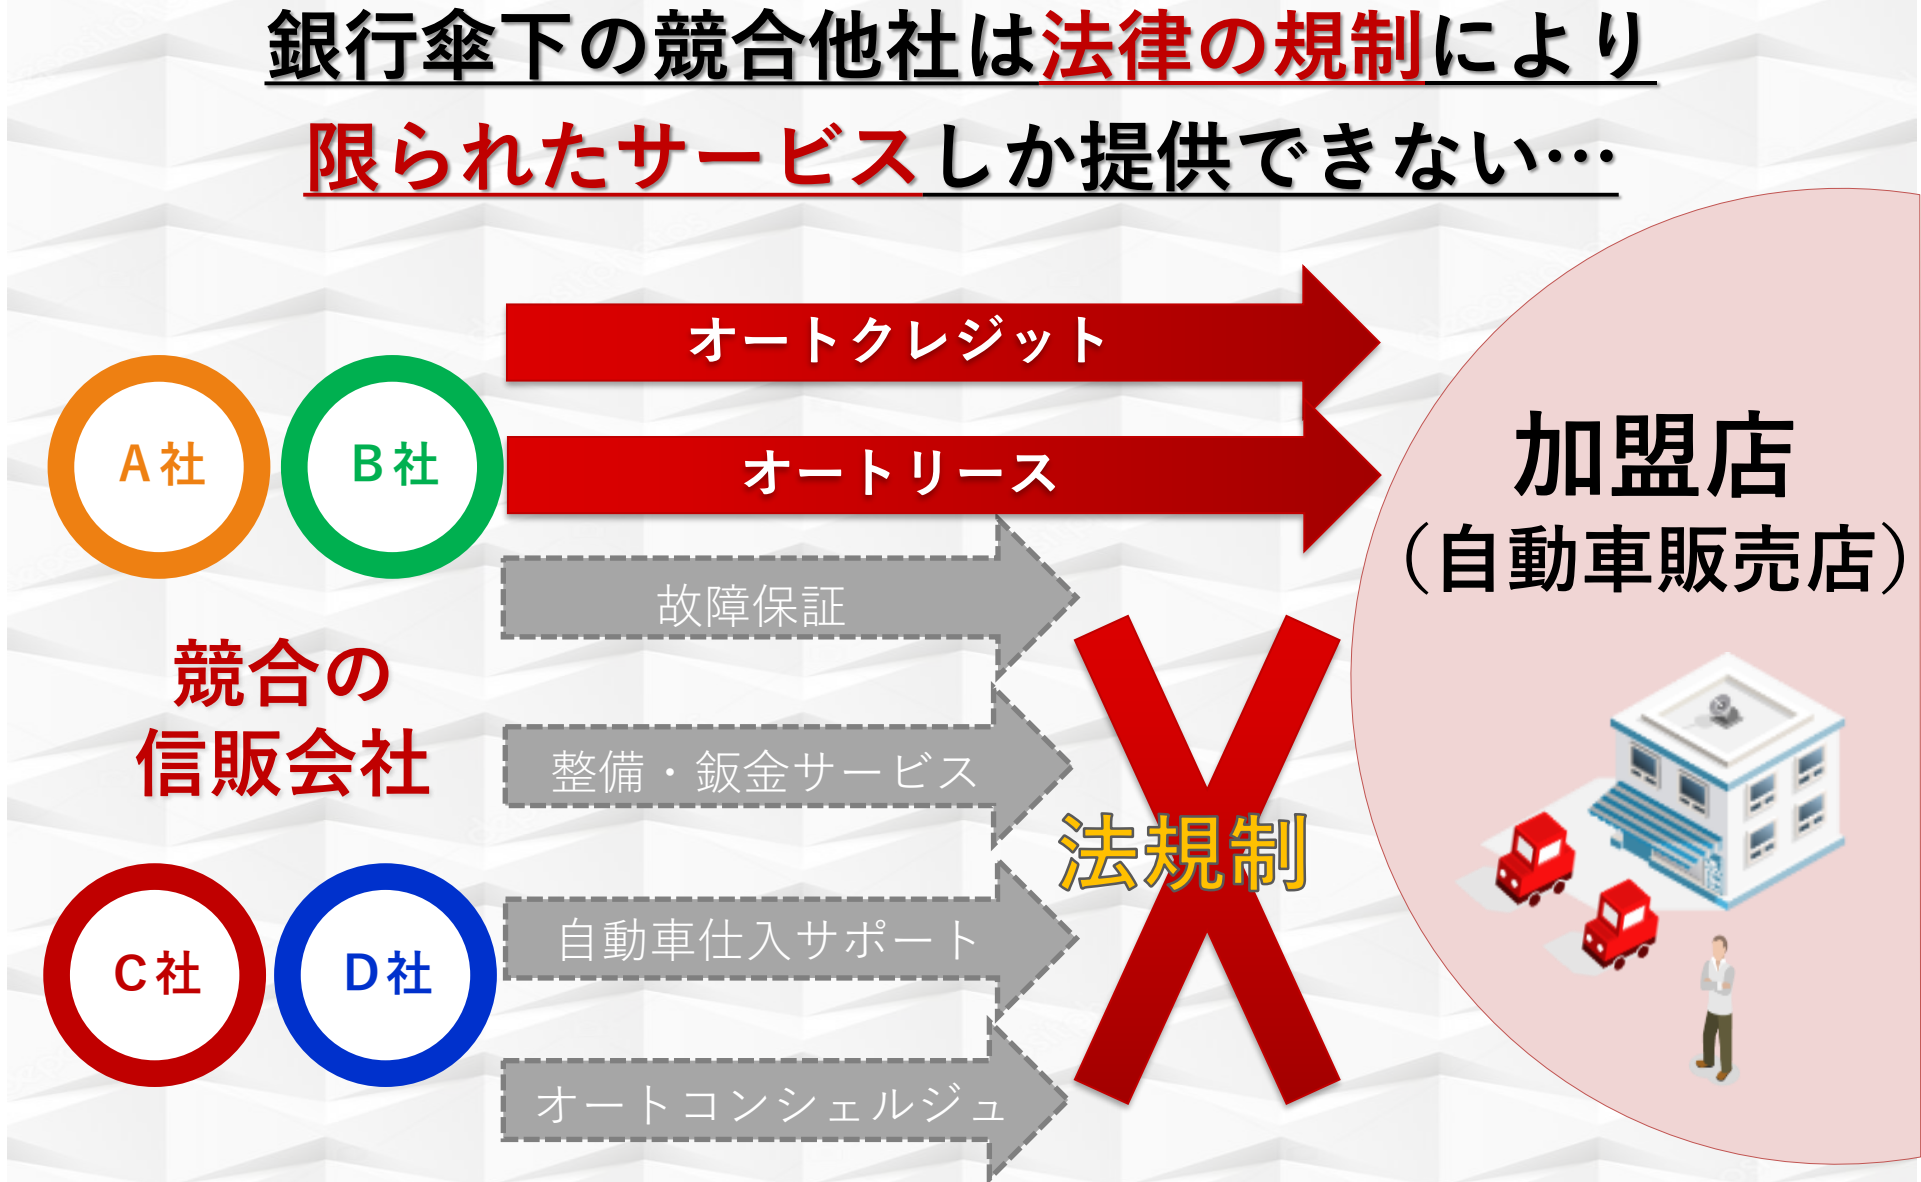 銀行傘下の競合他社は法律の規制により
限られたサービスしか提供できない…
オートクレジット
オートリース
A社
B社
加盟店
（自動車販売店）
故障保証
競合の
信販会社
整備・鈑金サービス
法規制
自動車仕入サポート
C社
D社
オートコンシェルジュ